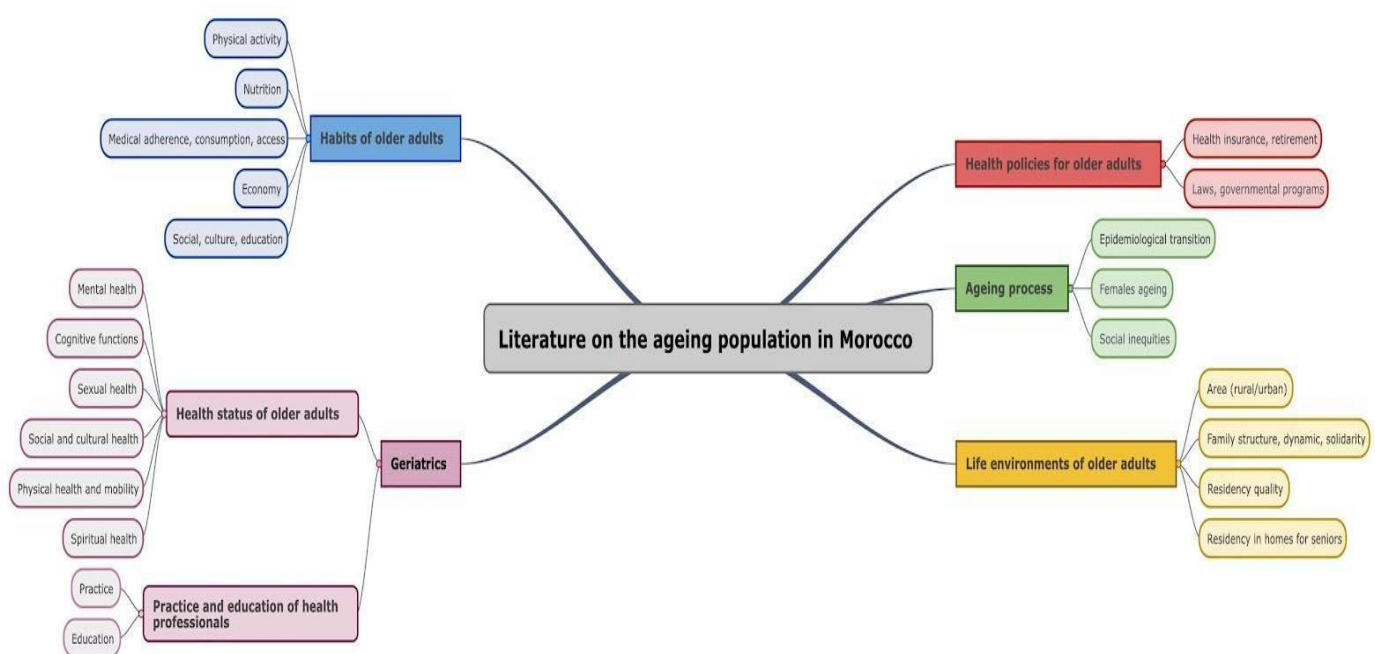 Literature on the ageing population in Morocco
Habits of older adults
Physical activity
Nutrition
Medical adherence, consumption, access
Economy
Social, culture, education
Geriatrics
Health status of older adults
Mental health
Cognitive functions
Sexual health
Social and cultural health
Physical health and mobility
Spiritual health
Practice and education of health
professionals
Practice
Education
Health policies for older adults
Health insurance, retirement
Laws, governmental programs
Ageing process
Epidemiological transition
Females ageing
Social inequities
Life environments of older adults
Area (rural/urban)
Family structure, dynamic, solidarity
Residency quality
Residency in homes for seniors